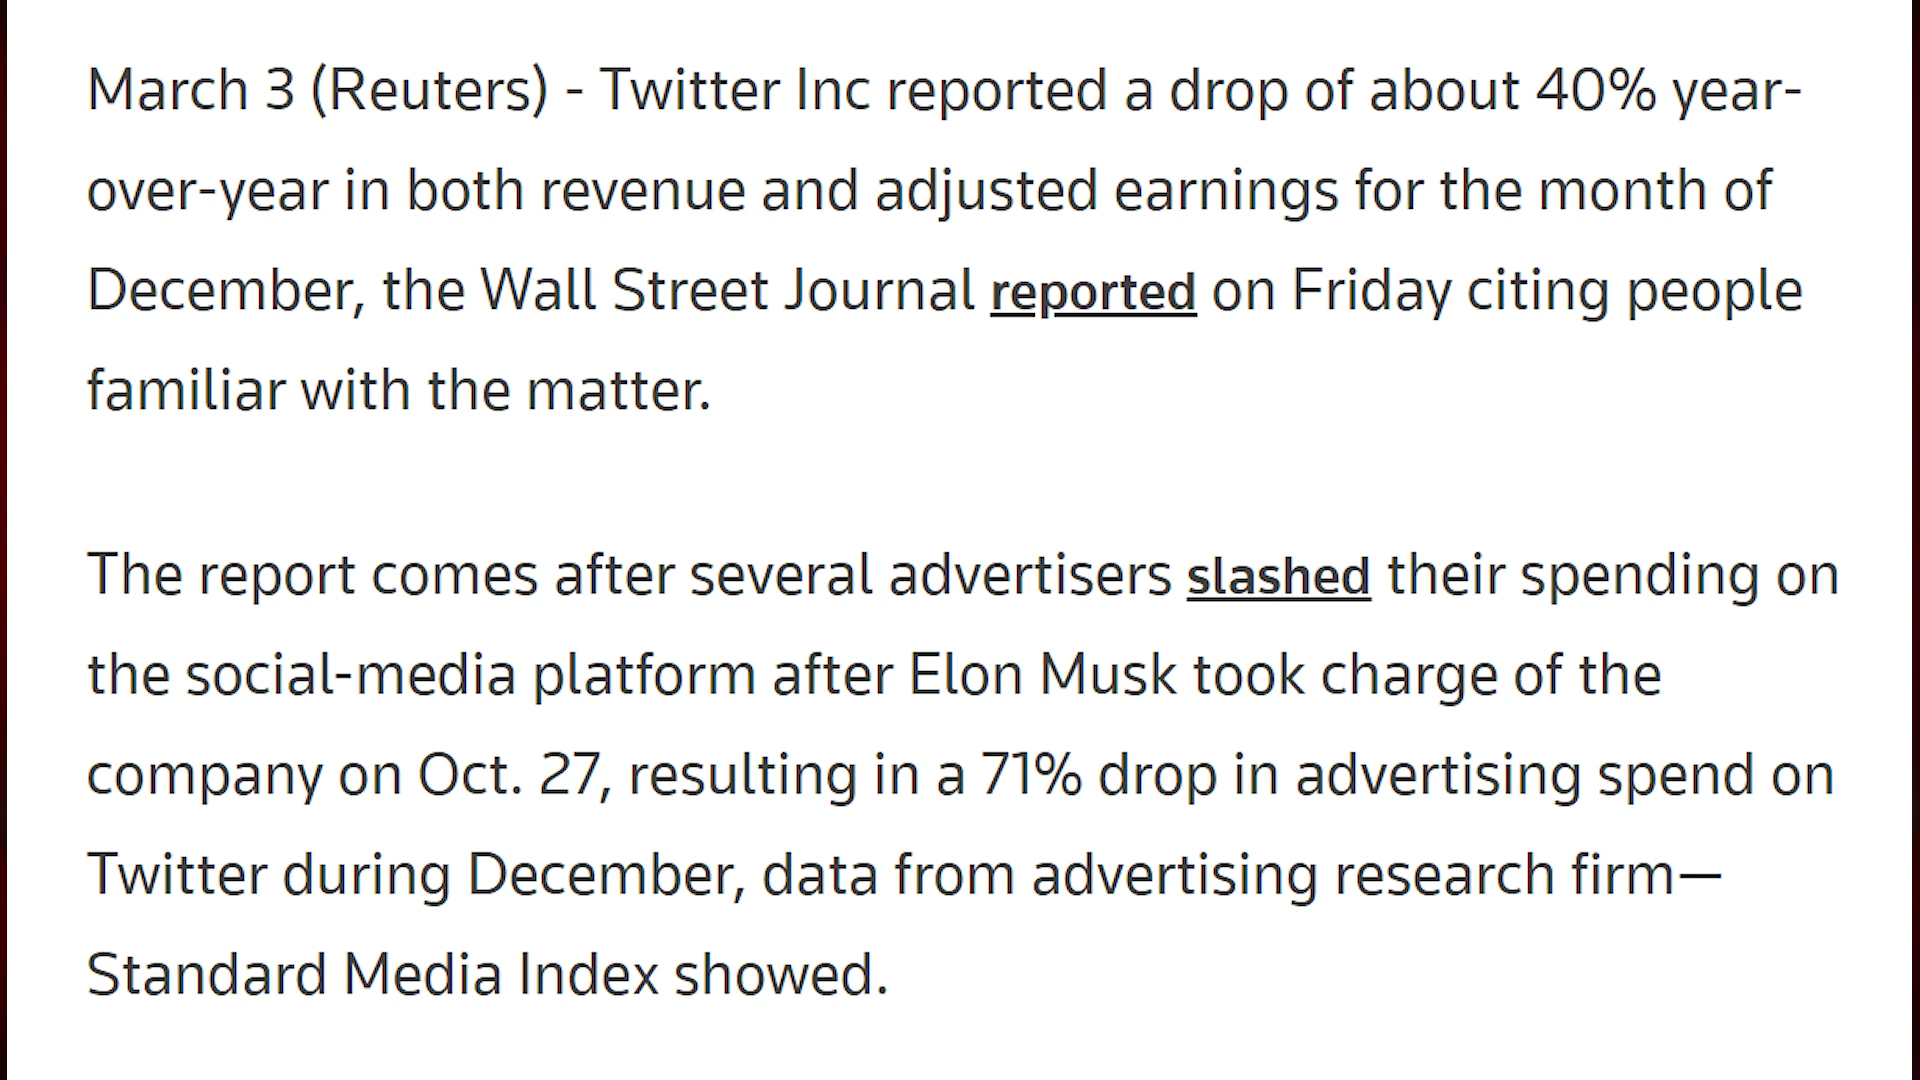 March 3 (Reuters) - Twitter Inc reported a drop of about 40% year-
over-year in both revenue and adjusted earnings for the month of
December, the Wall Street Journal reported on Friday citing people
familiar with the matter.
The report comes after several advertisers slashed their spending on
the social-media platform after Elon Musk took charge of the
company on Oct. 27, resulting in a 71% drop in advertising spend on
Twitter during December, data from advertising research firm—
Standard Media Index showed.